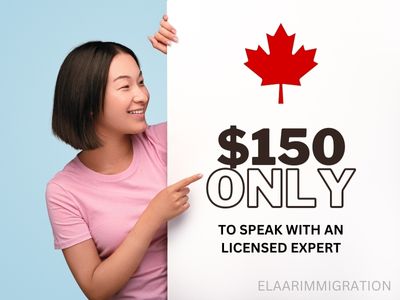 $150
ONLY
TO SPEAK WITH AN
LICENSED EXPERT
ELAARIMMIGRATION